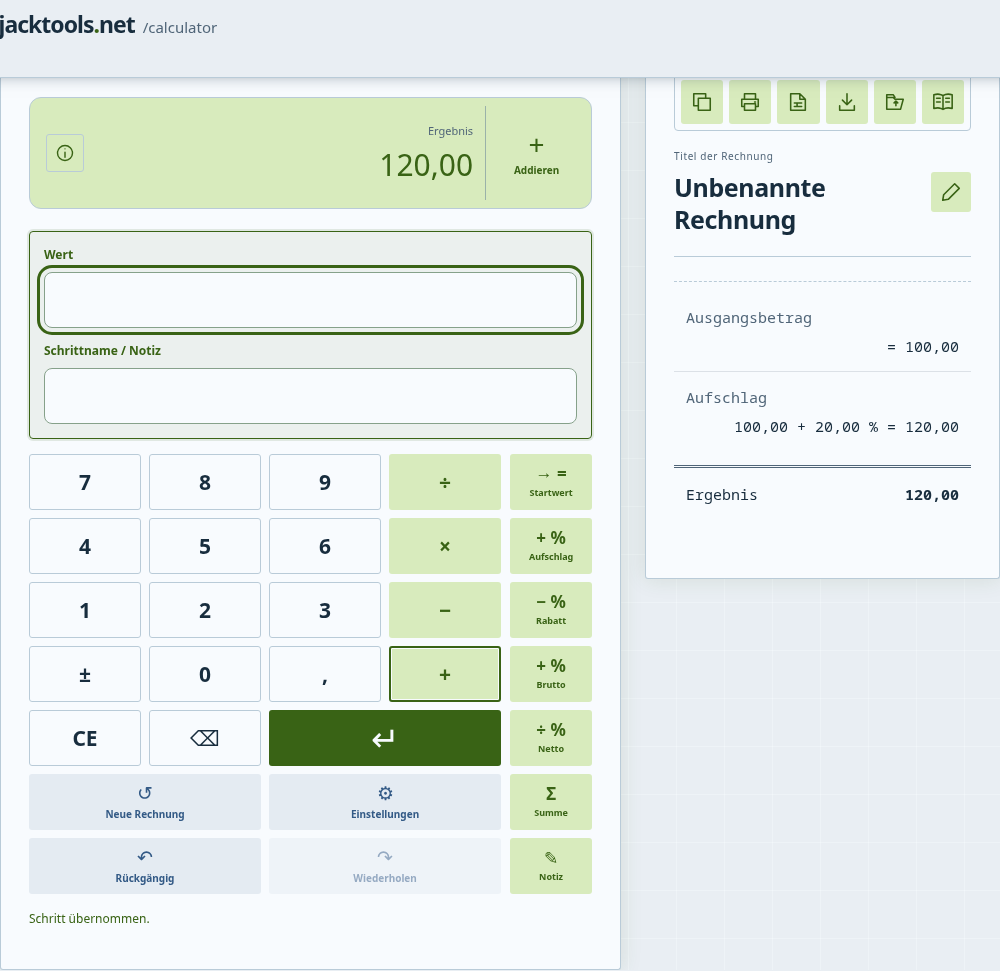 jacktools.net /calculator
Ergebnis
120,00
+
Addieren
Wert
Schrittname / Notiz
7 8 9 ÷ → =
Startwert
4 5 6 × + %
Aufschlag
1 2 3 − − %
Rabatt
± 0 , + + %
Brutto
CE ⌫ ↵ ÷ %
Netto
↺ ⚙ Σ
Neue Rechnung Einstellungen Summe
↶ ↷ ✎
Rückgängig Wiederholen Notiz
Schritt übernommen.
Titel der Rechnung
Unbenannte
Rechnung
Ausgangsbetrag
= 100,00
Aufschlag
100,00 + 20,00 % = 120,00
Ergebnis 120,00